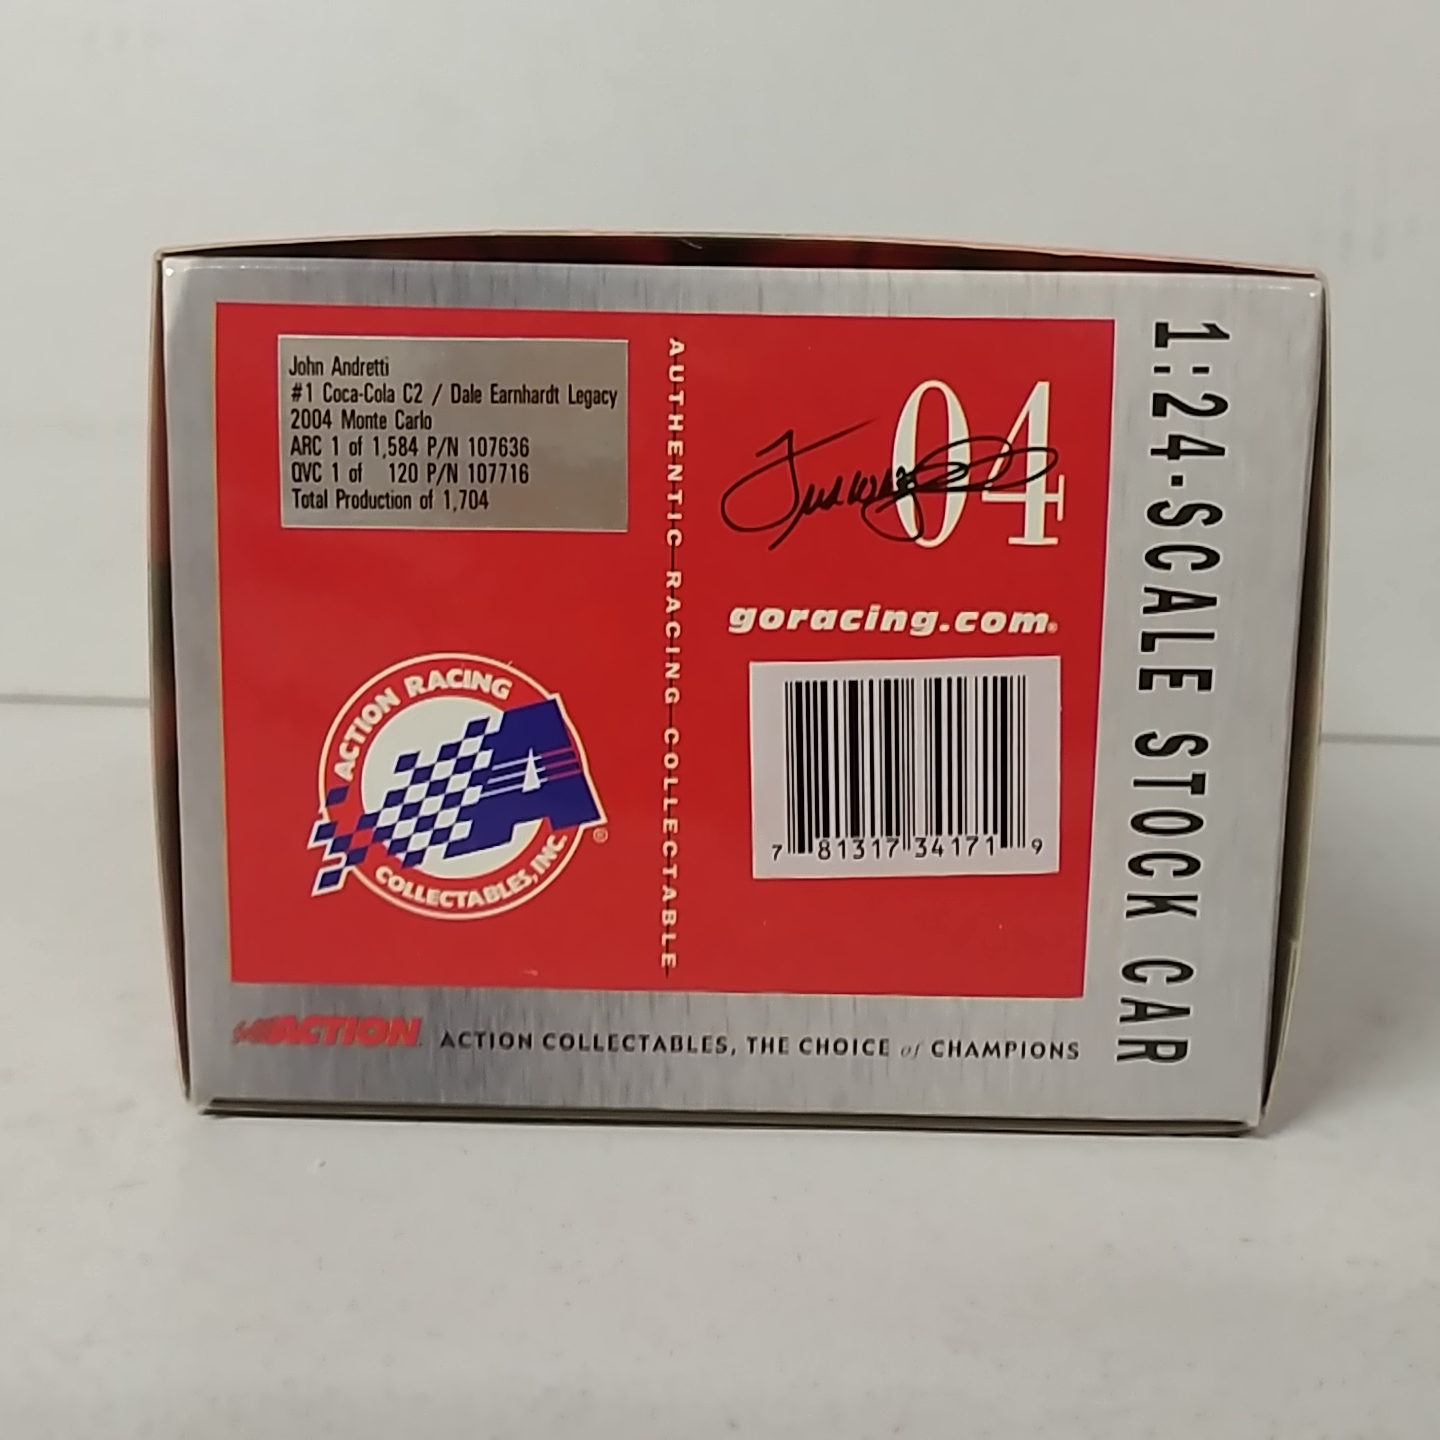 John Andretti
#1 Coca-Cola C2 / Dale Earnhardt Legacy
2004 Monte Carlo
ARC 1 of 1,584 P/N 107636
QVC 1 of 120 P/N 107716
Total Production of 1,704
AUTHENTIC RACING COLLECTABLE
04
goracing.com®
7 81317 34171 9
ACTION RACING
COLLECTABLES, INC.
®
ACTION
ACTION COLLECTABLES, THE CHOICE of CHAMPIONS
1:24-SCALE STOCK CAR